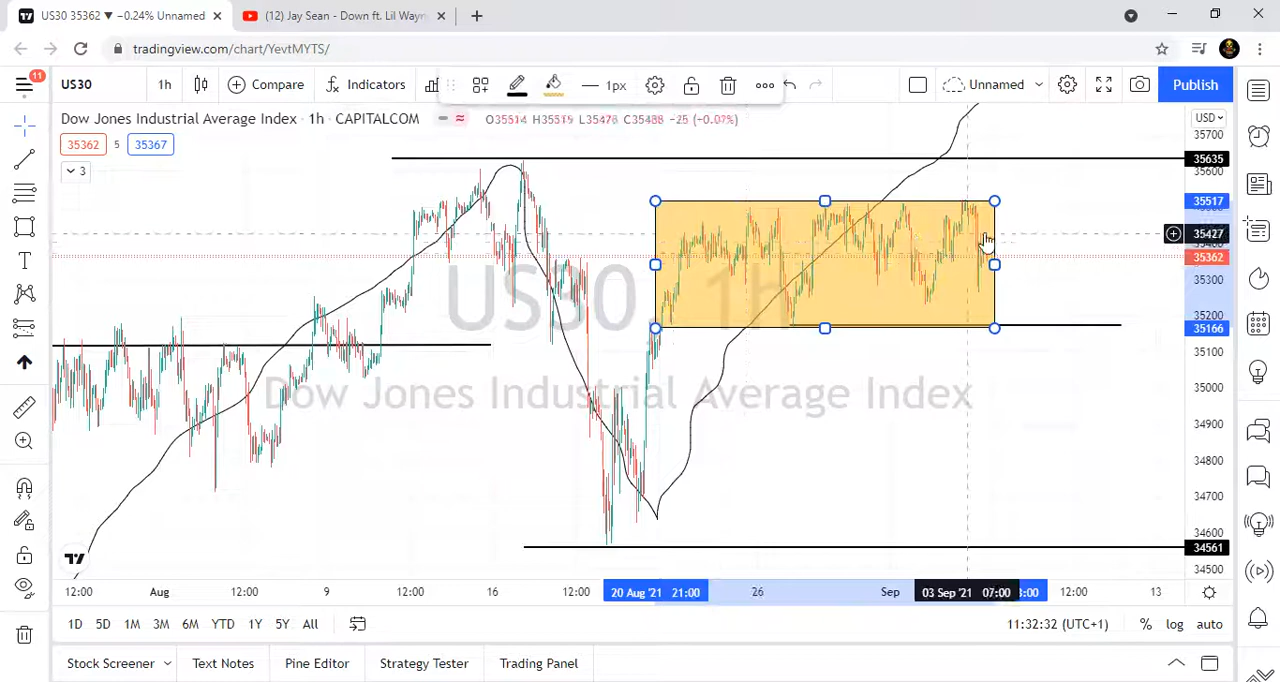 US30 35362 ▼ −0.24% Unnamed
(12) Jay Sean - Down ft. Lil Wayn
tradingview.com/chart/YevtMYTS/
11
US30
1h
Compare
Indicators
1px
Unnamed
Publish
Dow Jones Industrial Average Index · 1h · CAPITALCOM
O35514 H35519 L35478 C35488 −25 (−0.07%)
USD
35362
5
35367
3
US30 1h
Dow Jones Industrial Average Index
35700
35635
35600
35517
35427
35400
35362
35300
35200
35166
35100
35000
34900
34800
34700
34600
34561
34500
12:00
Aug
12:00
9
12:00
16
12:00
20 Aug '21 21:00
26
Sep
03 Sep '21 07:00
3:00
12:00
13
1D
5D
1M
3M
6M
YTD
1Y
5Y
All
11:32:32 (UTC+1)
%
log
auto
Stock Screener
Text Notes
Pine Editor
Strategy Tester
Trading Panel